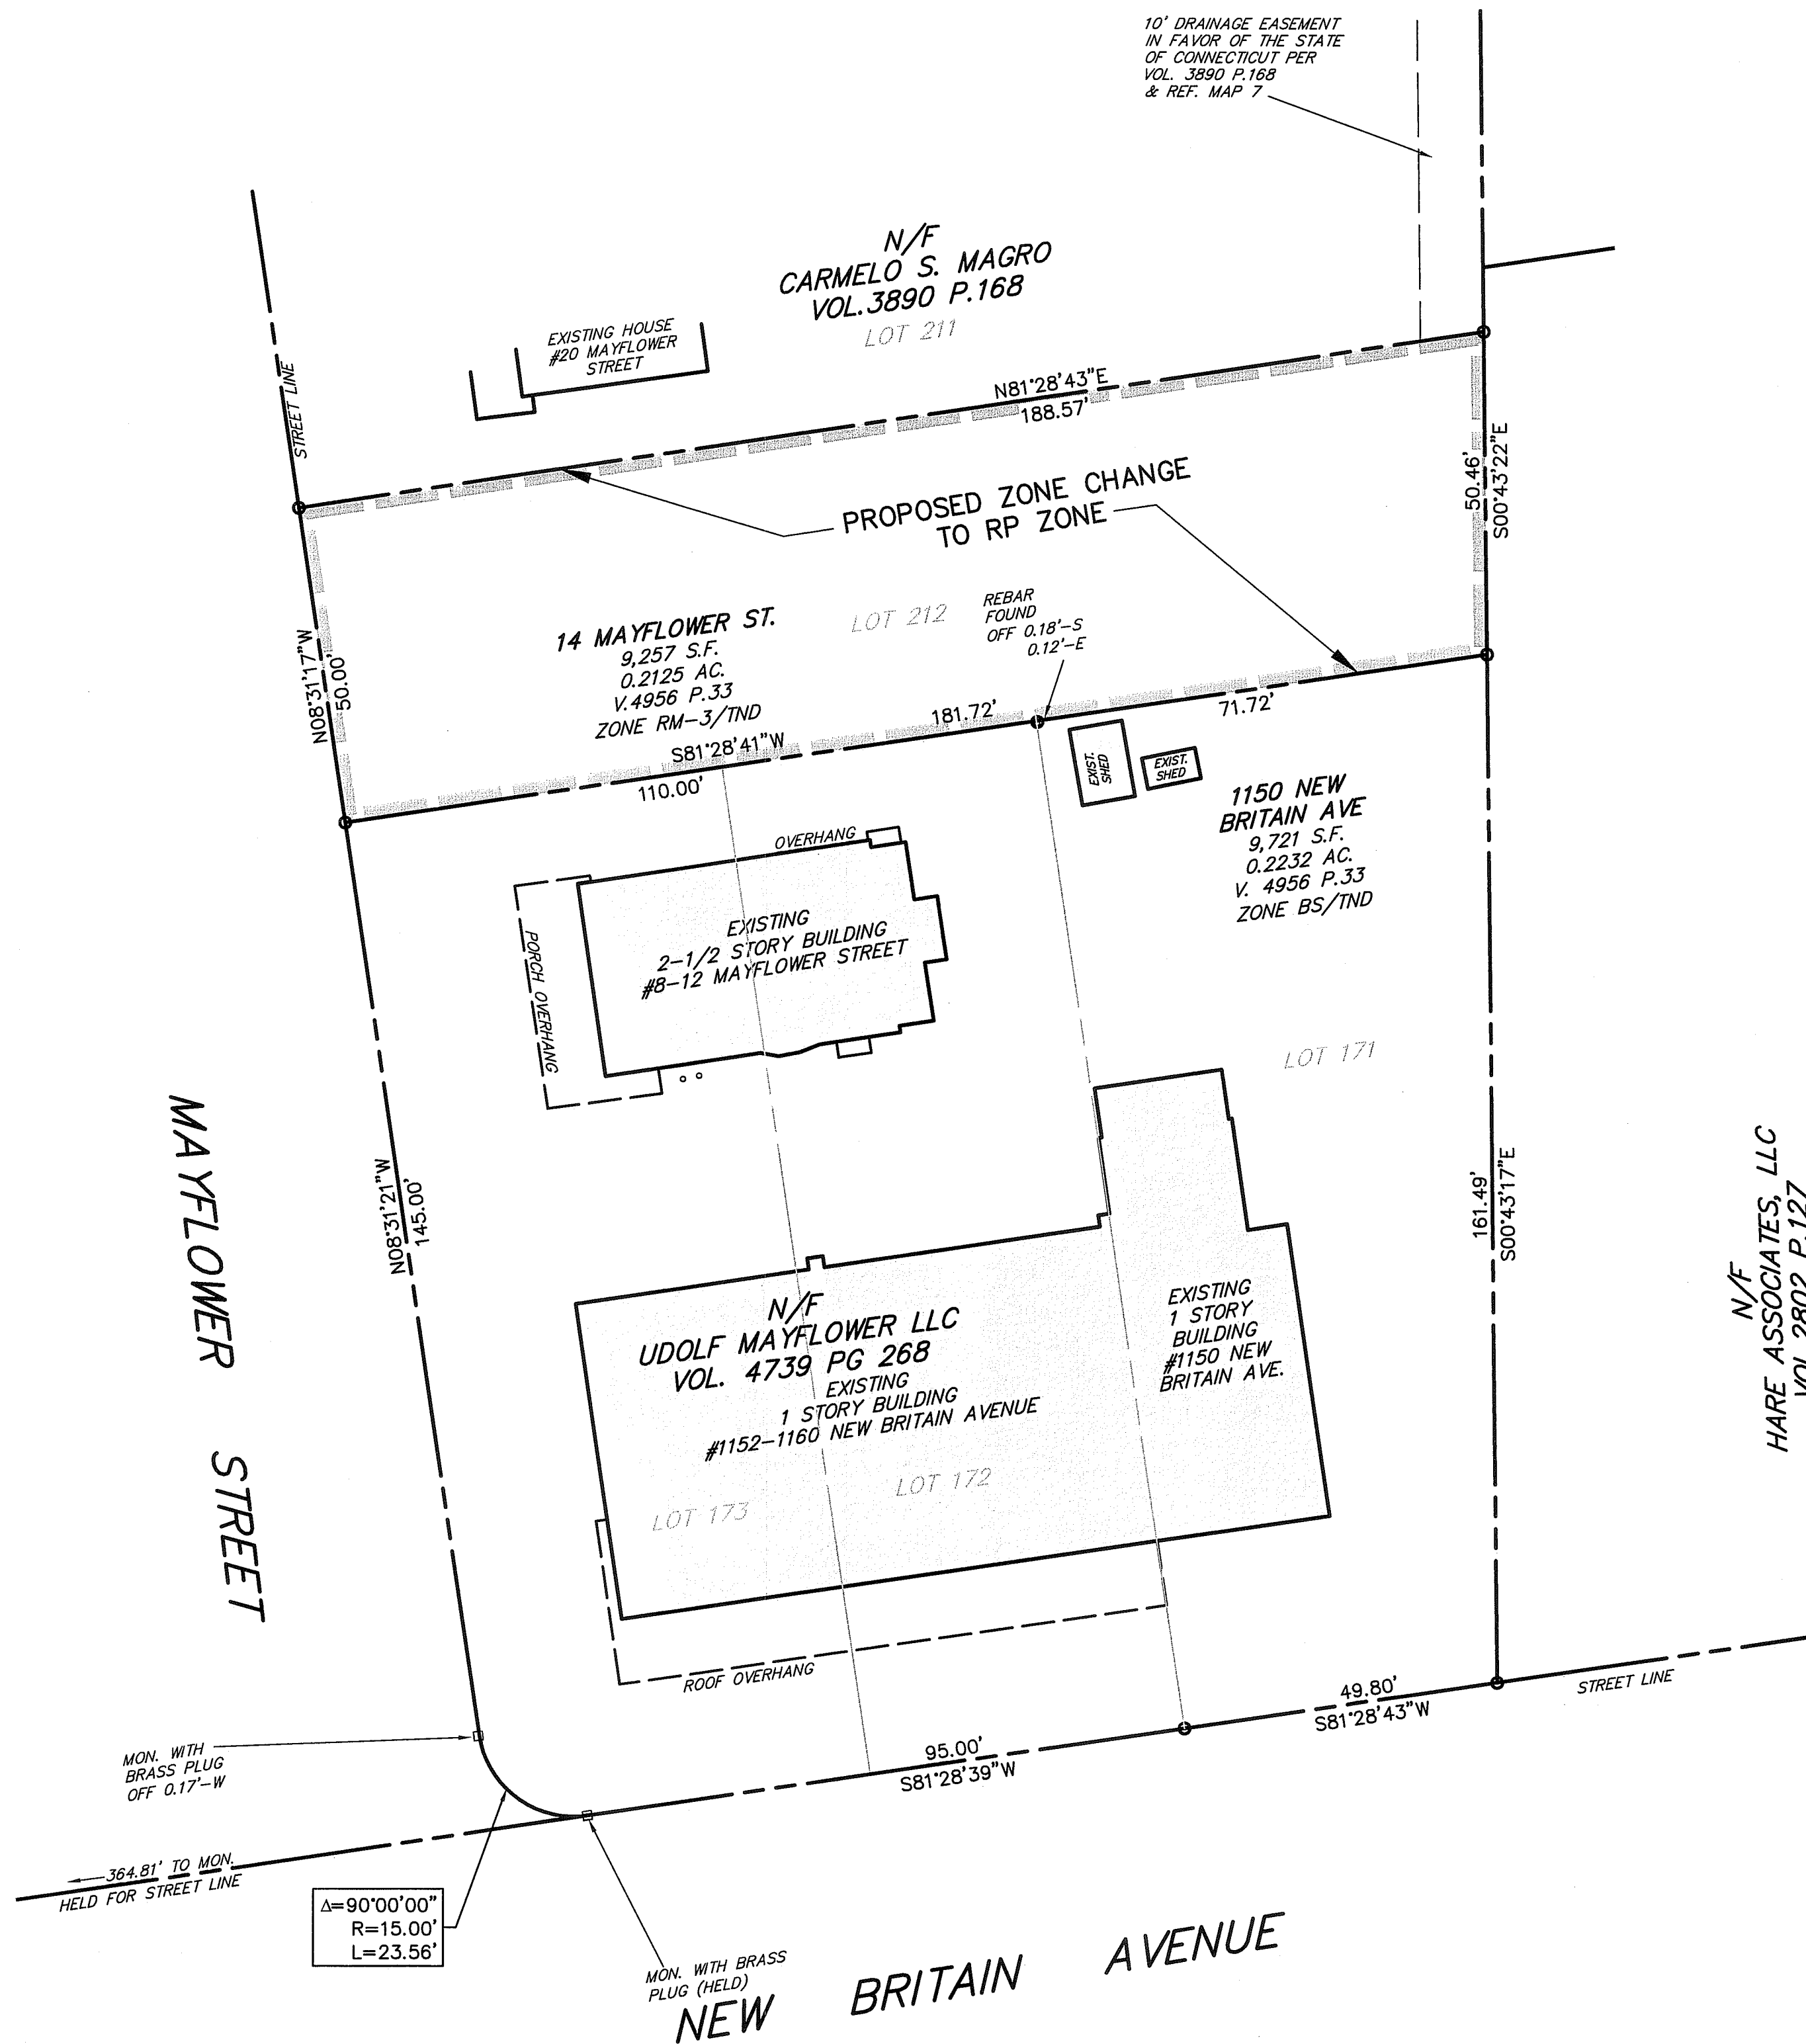 10' DRAINAGE EASEMENT
IN FAVOR OF THE STATE
OF CONNECTICUT PER
VOL. 3890 P.168
& REF. MAP 7
N/F
CARMELO S. MAGRO
VOL.3890 P.168
LOT 211
EXISTING HOUSE
#20 MAYFLOWER
STREET
STREET LINE
N81°28'43"E
188.57'
50.46'
S00°43'22"E
PROPOSED ZONE CHANGE
TO RP ZONE
N08°31'17"W
50.00'
14 MAYFLOWER ST.
9,257 S.F.
0.2125 AC.
V.4956 P.33
ZONE RM-3/TND
LOT 212
REBAR
FOUND
OFF 0.18'-S
0.12'-E
181.72'
71.72'
S81°28'41"W
110.00'
EXIST.
SHED
EXIST.
SHED
1150 NEW
BRITAIN AVE
9,721 S.F.
0.2232 AC.
V. 4956 P.33
ZONE BS/TND
OVERHANG
PORCH OVERHANG
EXISTING
2-1/2 STORY BUILDING
#8-12 MAYFLOWER STREET
LOT 171
MAYFLOWER STREET
N08°31'21"W
145.00'
161.49'
S00°43'17"E
N/F
HARE ASSOCIATES, LLC
VOL. 2802 P.127
N/F
UDOLF MAYFLOWER LLC
VOL. 4739 PG 268
EXISTING
1 STORY BUILDING
#1152-1160 NEW BRITAIN AVENUE
EXISTING
1 STORY
BUILDING
#1150 NEW
BRITAIN AVE.
LOT 173
LOT 172
ROOF OVERHANG
49.80'
S81°28'43"W
STREET LINE
95.00'
S81°28'39"W
MON. WITH
BRASS PLUG
OFF 0.17'-W
364.81' TO MON.
HELD FOR STREET LINE
Δ=90°00'00"
R=15.00'
L=23.56'
MON. WITH BRASS
PLUG (HELD)
NEW BRITAIN AVENUE